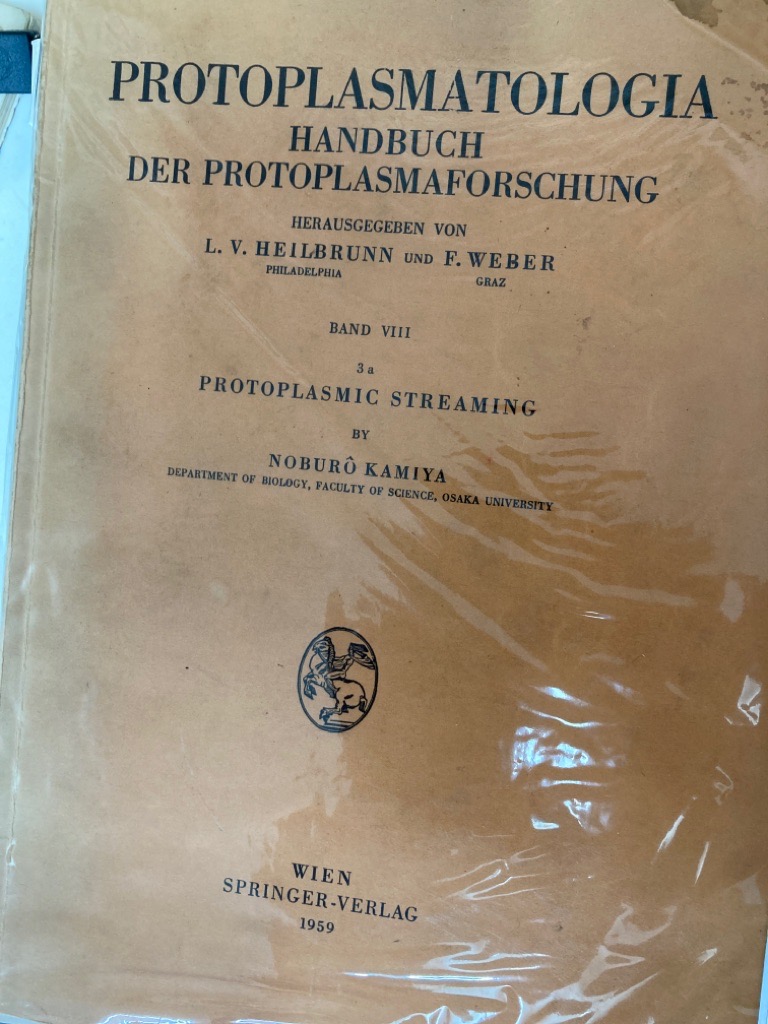 PROTOPLASMATOLOGIA
HANDBUCH
DER PROTOPLASMAFORSCHUNG
HERAUSGEGEBEN VON
L. V. HEILBRUNN UND F. WEBER
PHILADELPHIA GRAZ
BAND VIII
3a
PROTOPLASMIC STREAMING
BY
NOBURÔ KAMIYA
DEPARTMENT OF BIOLOGY, FACULTY OF SCIENCE, OSAKA UNIVERSITY
WIEN
SPRINGER-VERLAG
1959